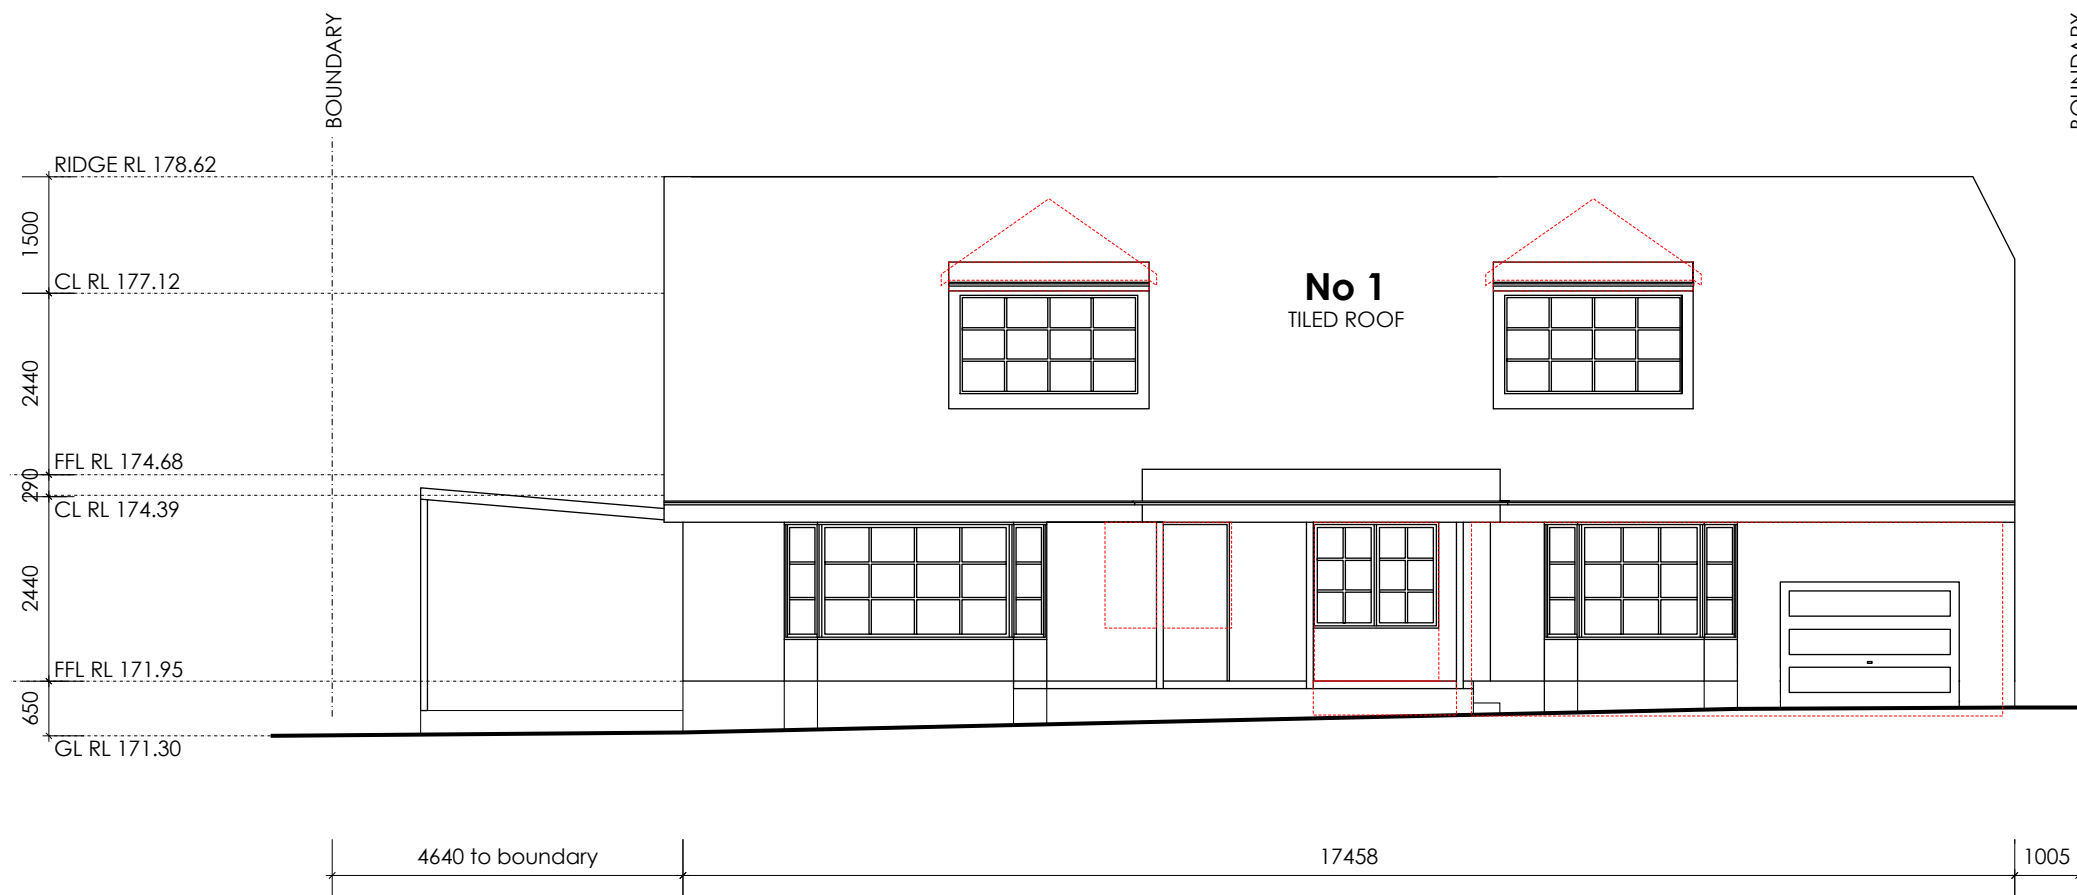 BOUNDARY
BOUNDARY
RIDGE RL 178.62
1500
CL RL 177.12
No 1
TILED ROOF
2440
FFL RL 174.68
290
CL RL 174.39
2440
FFL RL 171.95
650
GL RL 171.30
4640 to boundary
17458
1005